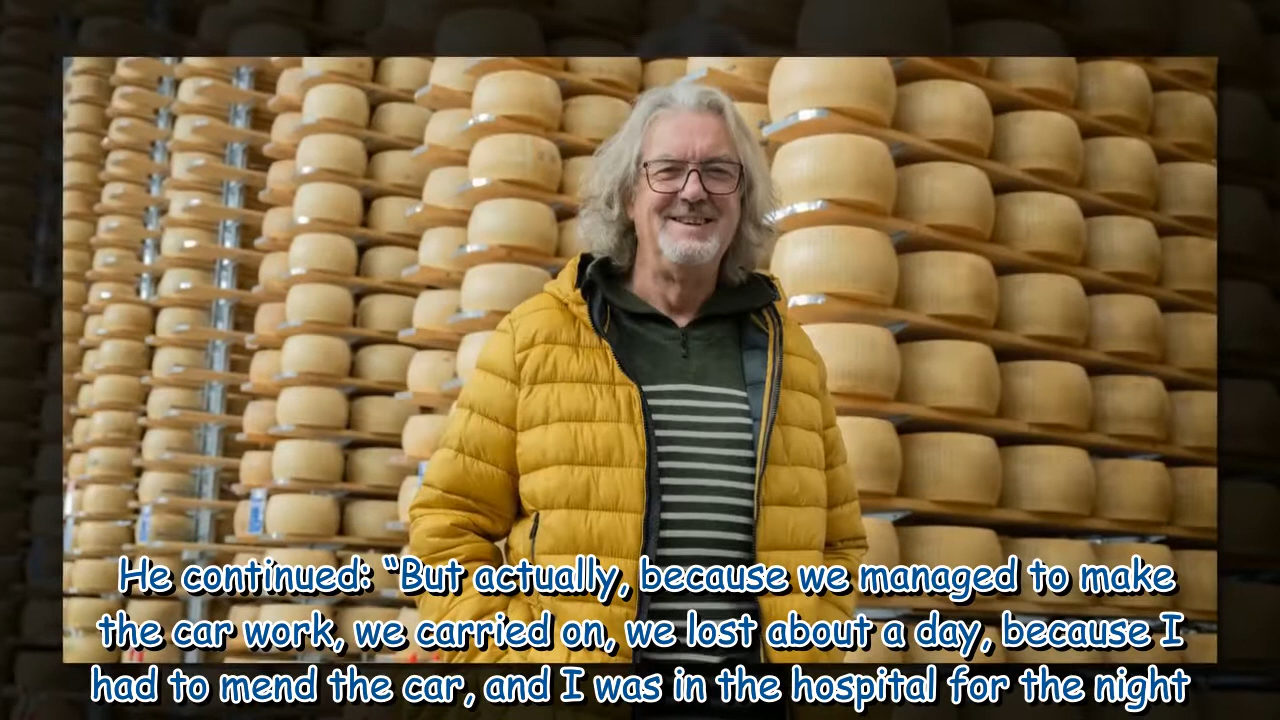 He continued: “But actually, because we managed to make
the car work, we carried on, we lost about a day, because I
had to mend the car, and I was in the hospital for the night